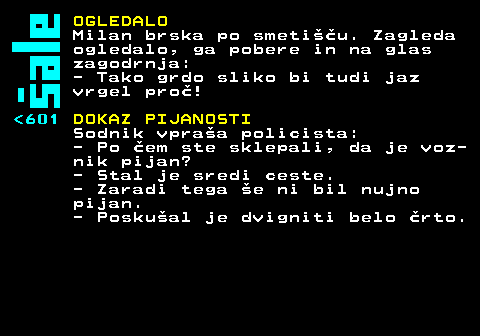 Šale
OGLEDALO
Milan brska po smetišču. Zagleda
ogledalo, ga pobere in na glas
zagodrnja:
- Tako grdo sliko bi tudi jaz
vrgel proč!
<601 DOKAZ PIJANOSTI
Sodnik vpraša policista:
- Po čem ste sklepali, da je voz-
nik pijan?
- Stal je sredi ceste.
- Zaradi tega še ni bil nujno
pijan.
- Poskušal je dvigniti belo črto.